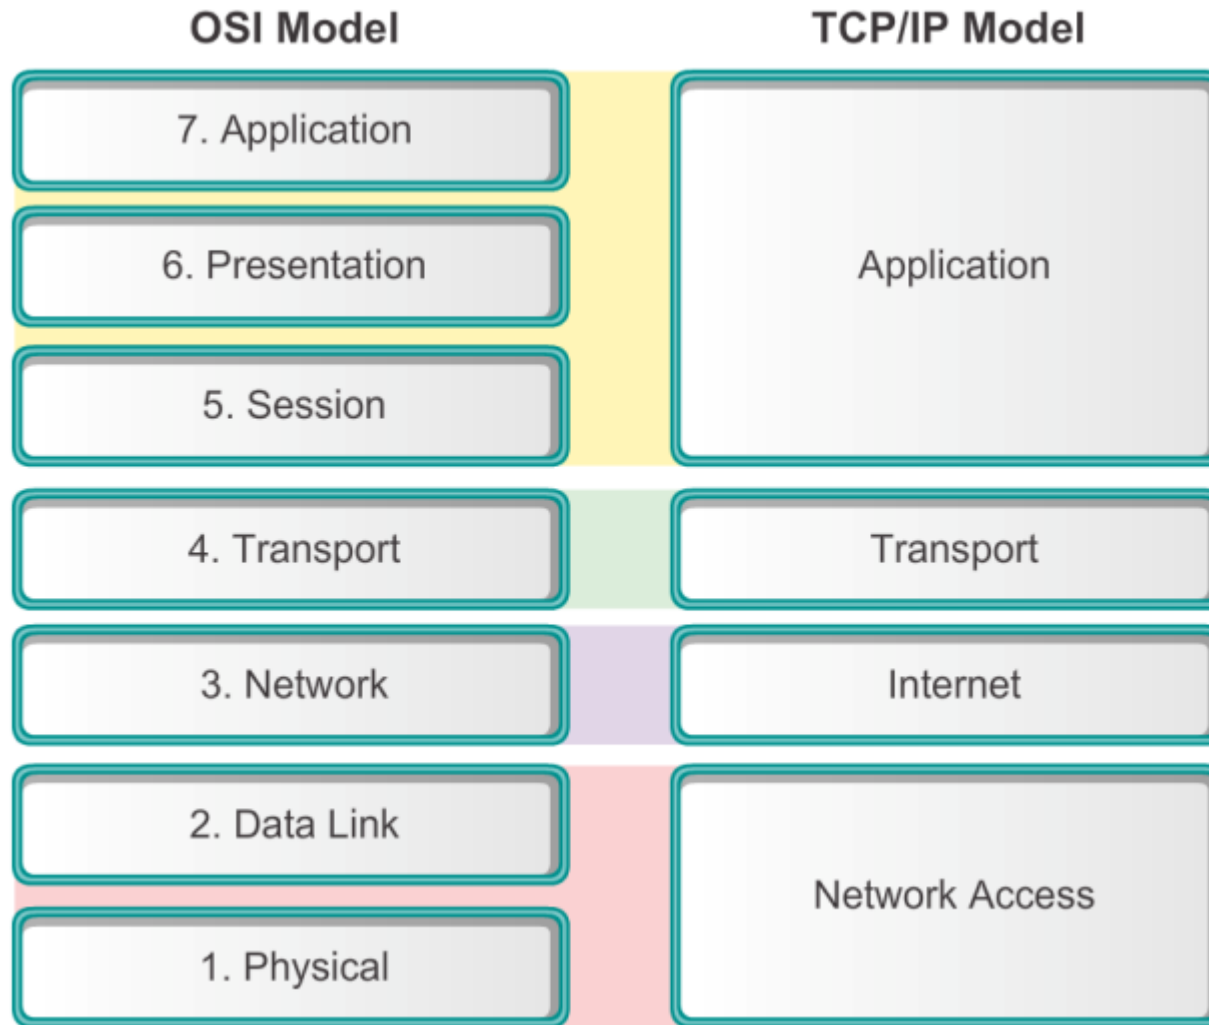 OSI Model
TCP/IP Model
7. Application
6. Presentation
5. Session
4. Transport
3. Network
2. Data Link
1. Physical
Application
Transport
Internet
Network Access